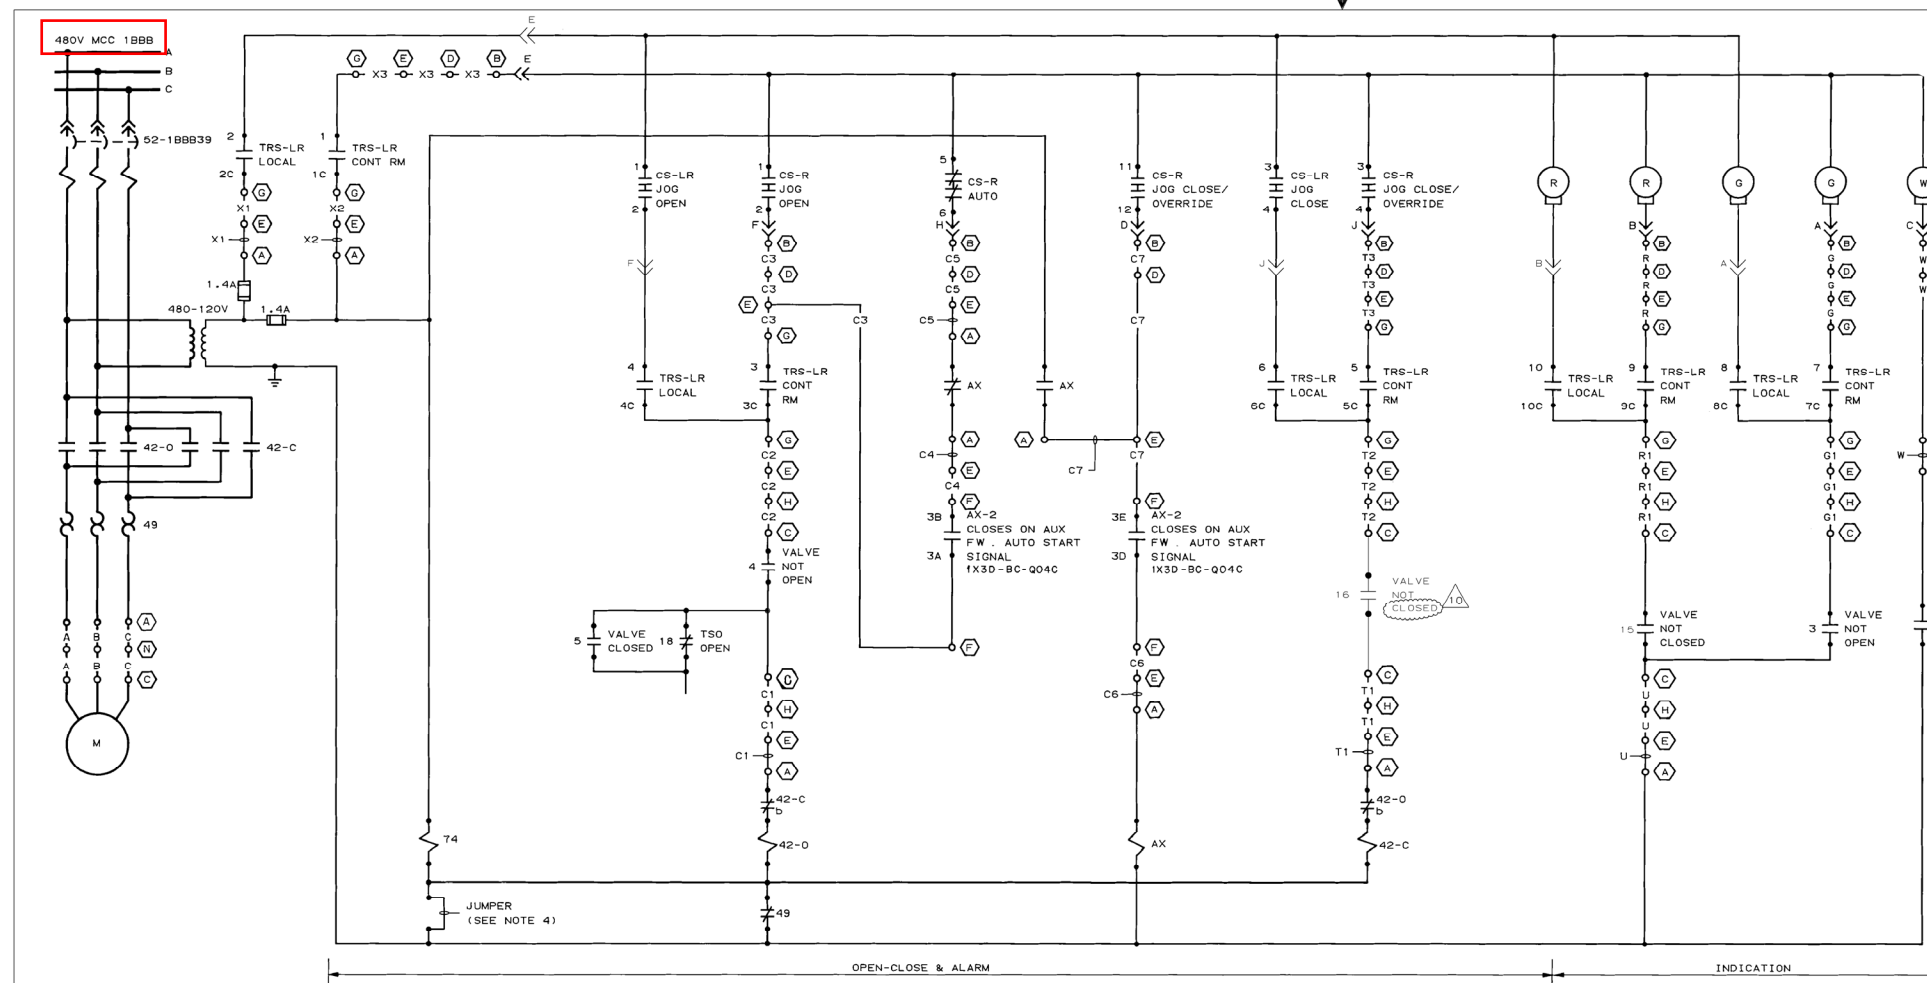 E
480V MCC 1BBB
A
B
C
G E D B E
X3 X3 X3
52-1BBB39
2
TRS-LR
LOCAL
2C
G
X1
E
X1
A
1
TRS-LR
CONT RM
1C
G
X2
E
X2
A
1.4A
480-120V
1.4A
42-O
42-C
49
A B C A
N
A B C
C
M
74
JUMPER
(SEE NOTE 4)
1
CS-LR
JOG
OPEN
2
F
4
TRS-LR
LOCAL
4C
1
CS-R
JOG
OPEN
2
F
B
C3
D
C3
E
C3
G
3
TRS-LR
CONT
RM
3C
G
C2
E
C2
H
C2
C
VALVE
4 NOT
OPEN
5 VALVE
CLOSED
18 TSO
OPEN
C
C1
H
C1
E
C1
A
42-C
b
42-O
49
C3
5
CS-R
AUTO
6
H
B
C5
D
C5
E
C5
A
AX
A
C4
E
C4
F
3B AX-2
CLOSES ON AUX
FW . AUTO START
3A SIGNAL
1X3D-BC-Q04C
F
AX
A
C7
11
CS-R
JOG CLOSE/
OVERRIDE
12
D
B
C7
D
C7
E
C7
F
3E AX-2
CLOSES ON AUX
FW . AUTO START
3D SIGNAL
1X3D-BC-Q04C
F
C6
E
C6
A
AX
3
CS-LR
JOG
CLOSE
4
J
6
TRS-LR
LOCAL
6C
3
CS-R
JOG CLOSE/
OVERRIDE
4
J
B
T3
D
T3
E
T3
G
5
TRS-LR
CONT
RM
5C
G
T2
E
T2
H
T2
C
VALVE
16 NOT
CLOSED 10
C
T1
H
T1
E
T1
A
42-O
b
42-C
R
B
10
TRS-LR
LOCAL
10C
R
B
B
R
D
R
E
R
G
9
TRS-LR
CONT
RM
9C
G
R1
E
R1
H
R1
C
VALVE
15 NOT
CLOSED
C
U
H
U
E
U
A
G
A
8
TRS-LR
LOCAL
8C
G
A
B
G
D
G
E
G
G
7
TRS-LR
CONT
RM
7C
G
G1
E
G1
H
G1
C
VALVE
3 NOT
OPEN
W
C
W
W
W
OPEN-CLOSE & ALARM
INDICATION